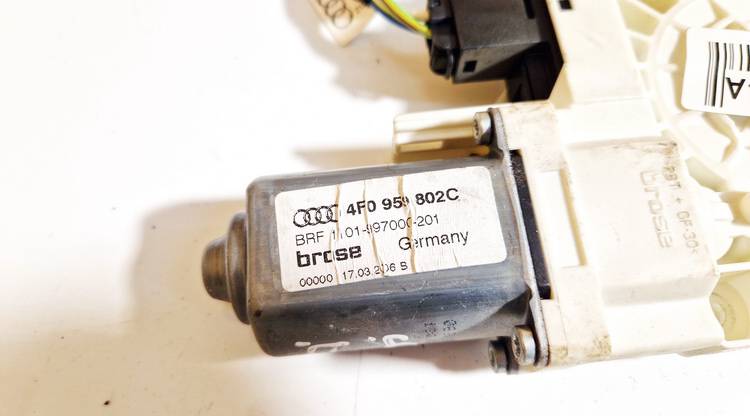 4F0 959 802C
BRF 1101-997000-201
brose Germany
00000 17.03.206 B
A
brose